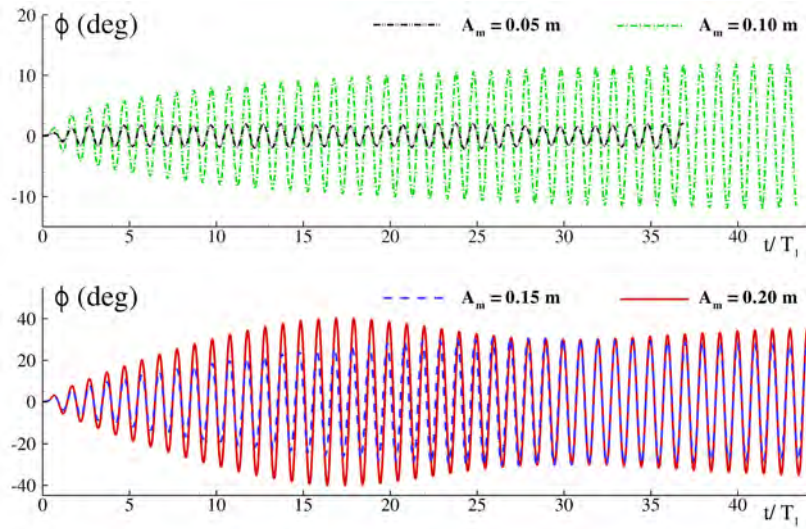 ϕ (deg)
A_m = 0.05 m
A_m = 0.10 m
20
10
0
-10
0 5 10 15 20 25 30 35 40
t/ T_1
ϕ (deg)
A_m = 0.15 m
A_m = 0.20 m
40
20
0
-20
-40
0 5 10 15 20 25 30 35 40
t/ T_1